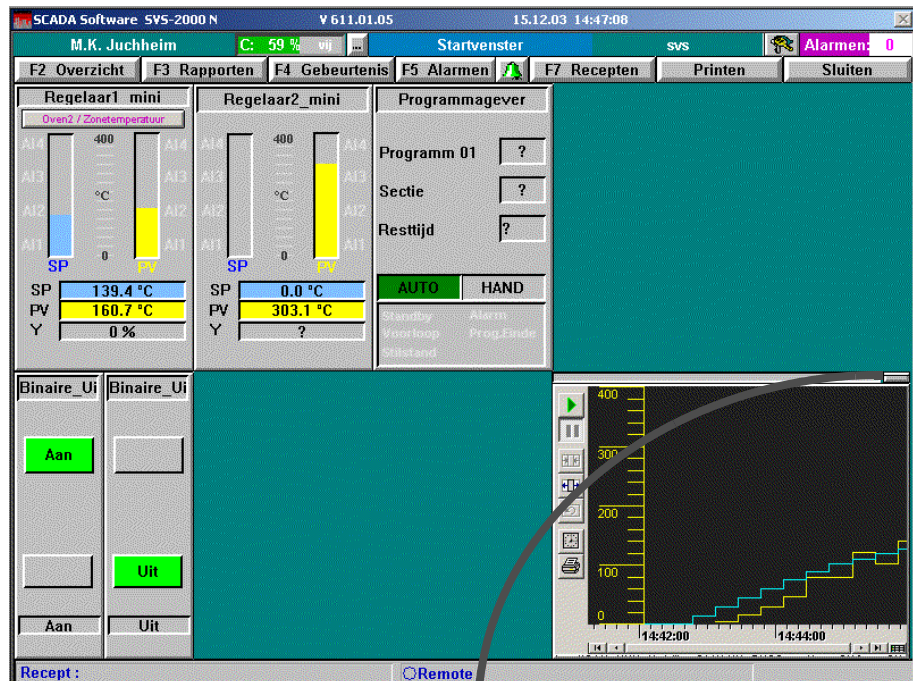 SCADA Software SVS-2000 N V 611.01.05 15.12.03 14:47:08
M.K. Juchheim C: 59 % vij ... Startvenster svs Alarmen: 0
F2 Overzicht F3 Rapporten F4 Gebeurtenis F5 Alarmen F7 Recepten Printen Sluiten
Regelaar1 mini
Oven2 / Zonetemperatuur
AI4 400 AI4
AI3 AI3
°C
AI2 AI2
AI1 AI1
0
SP PV
SP 139.4 °C
PV 160.7 °C
Y 0 %
Regelaar2_mini
AI4 400 AI4
AI3 AI3
°C
AI2 AI2
AI1 AI1
0
SP PV
SP 0.0 °C
PV 303.1 °C
Y ?
Programmagever
Programm 01 ?
Sectie ?
Resttijd ?
AUTO HAND
Standby Alarm
Voorloop Prog.Einde
Stilstand
Binaire_Ui
Aan
Aan
Binaire_Ui
Uit
Uit
400
300
200
100
0
14:42:00 14:44:00
Recept : Remote